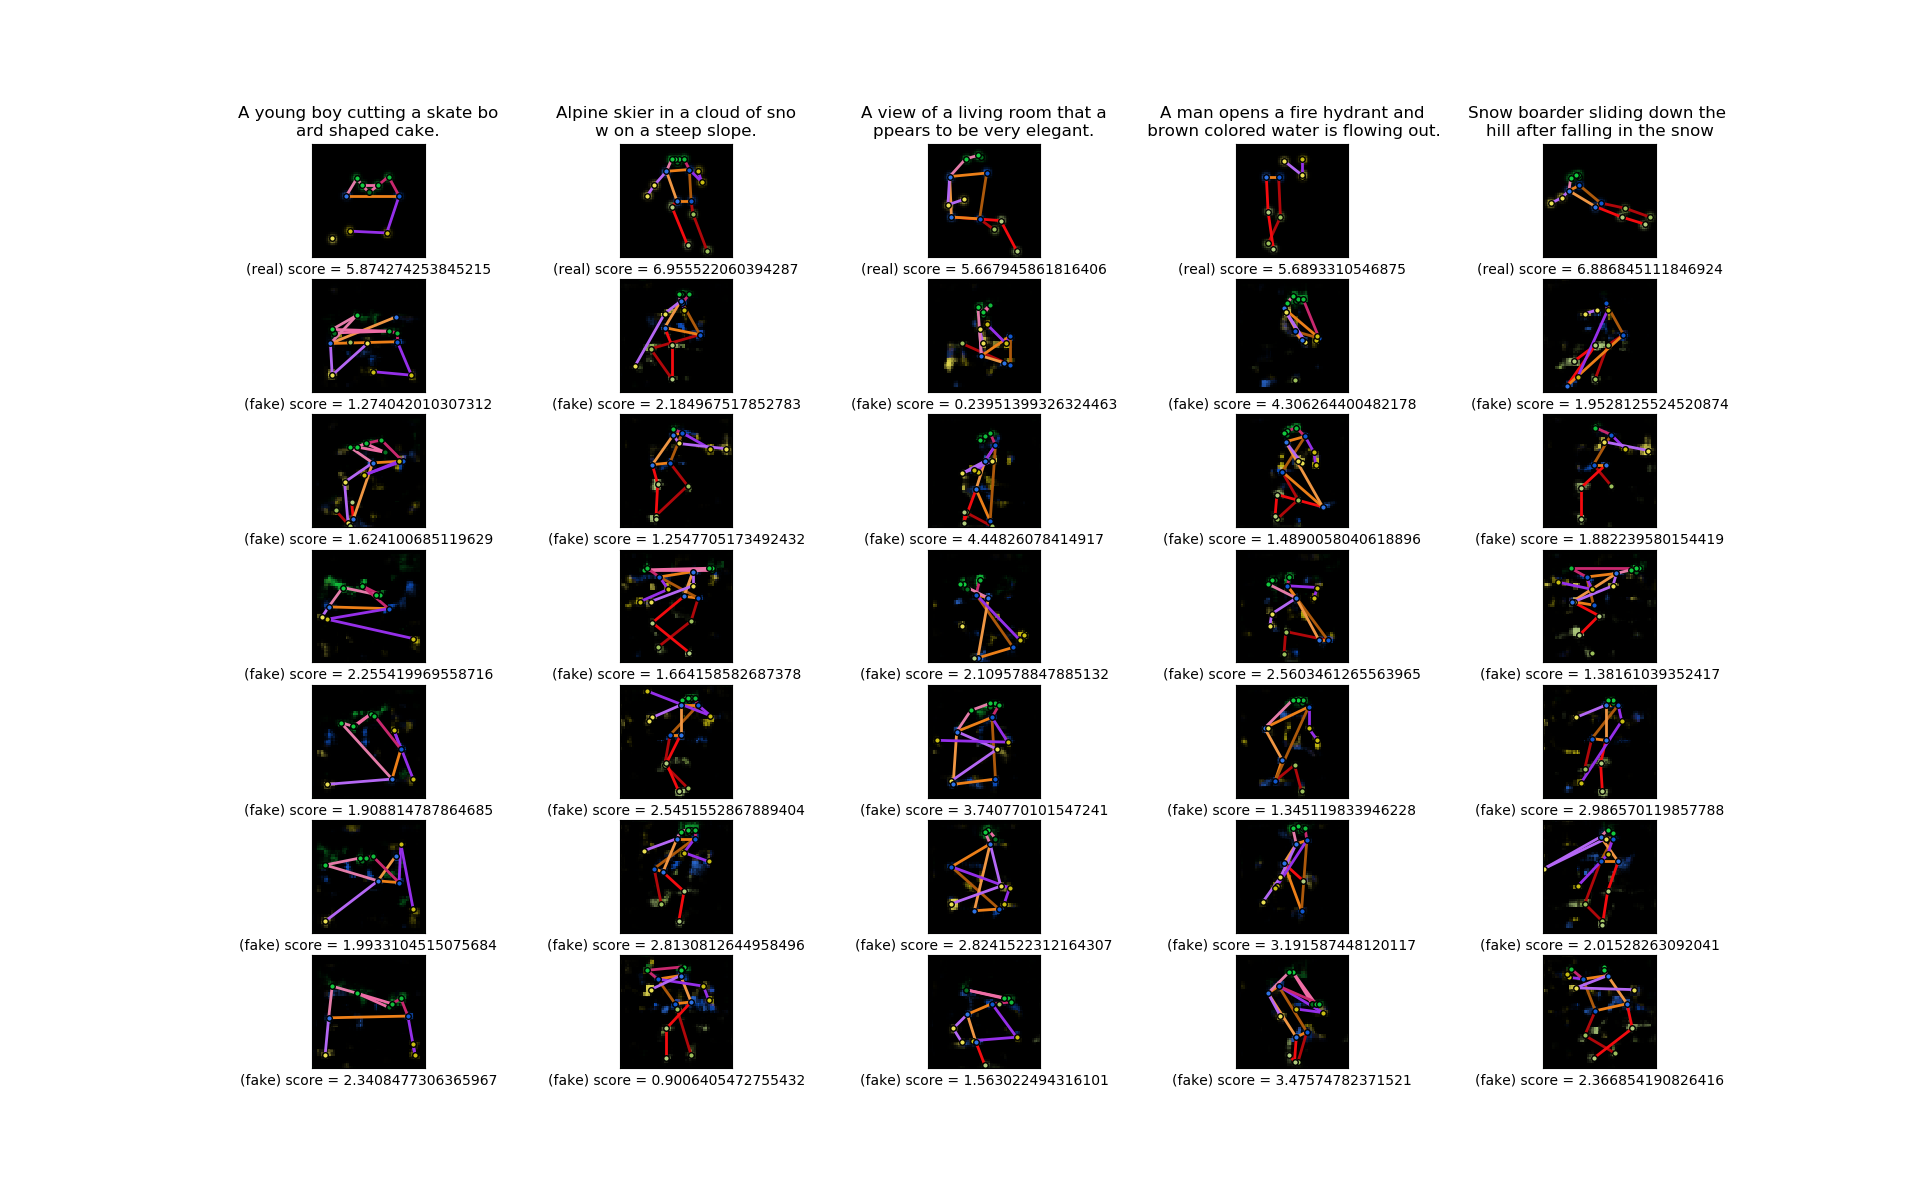 A young boy cutting a skate bo
ard shaped cake.
Alpine skier in a cloud of sno
w on a steep slope.
A view of a living room that a
ppears to be very elegant.
A man opens a fire hydrant and
brown colored water is flowing out.
Snow boarder sliding down the
hill after falling in the snow
(real) score = 5.874274253845215
(real) score = 6.955522060394287
(real) score = 5.667945861816406
(real) score = 5.6893310546875
(real) score = 6.886845111846924
(fake) score = 1.274042010307312
(fake) score = 2.184967517852783
(fake) score = 0.23951399326324463
(fake) score = 4.306264400482178
(fake) score = 1.9528125524520874
(fake) score = 1.624100685119629
(fake) score = 1.2547705173492432
(fake) score = 4.44826078414917
(fake) score = 1.4890058040618896
(fake) score = 1.882239580154419
(fake) score = 2.255419969558716
(fake) score = 1.664158582687378
(fake) score = 2.109578847885132
(fake) score = 2.5603461265563965
(fake) score = 1.38161039352417
(fake) score = 1.908814787864685
(fake) score = 2.5451552867889404
(fake) score = 3.740770101547241
(fake) score = 1.345119833946228
(fake) score = 2.986570119857788
(fake) score = 1.9933104515075684
(fake) score = 2.8130812644958496
(fake) score = 2.8241522312164307
(fake) score = 3.191587448120117
(fake) score = 2.01528263092041
(fake) score = 2.3408477306365967
(fake) score = 0.9006405472755432
(fake) score = 1.563022494316101
(fake) score = 3.47574782371521
(fake) score = 2.366854190826416